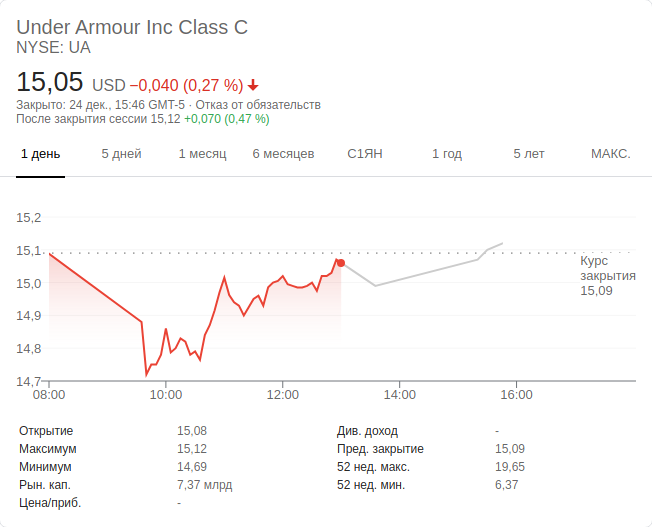 Under Armour Inc Class C
NYSE: UA
15,05 USD −0,040 (0,27 %)
Закрыто: 24 дек., 15:46 GMT-5 · Отказ от обязательств
После закрытия сессии 15,12 +0,070 (0,47 %)
1 день 5 дней 1 месяц 6 месяцев С1ЯН 1 год 5 лет МАКС.
15,2
15,1
Курс
закрытия
15,09
15,0
14,9
14,8
14,7
08:00 10:00 12:00 14:00 16:00
Открытие 15,08 Див. доход -
Максимум 15,12 Пред. закрытие 15,09
Минимум 14,69 52 нед. макс. 19,65
Рын. кап. 7,37 млрд 52 нед. мин. 6,37
Цена/приб. -